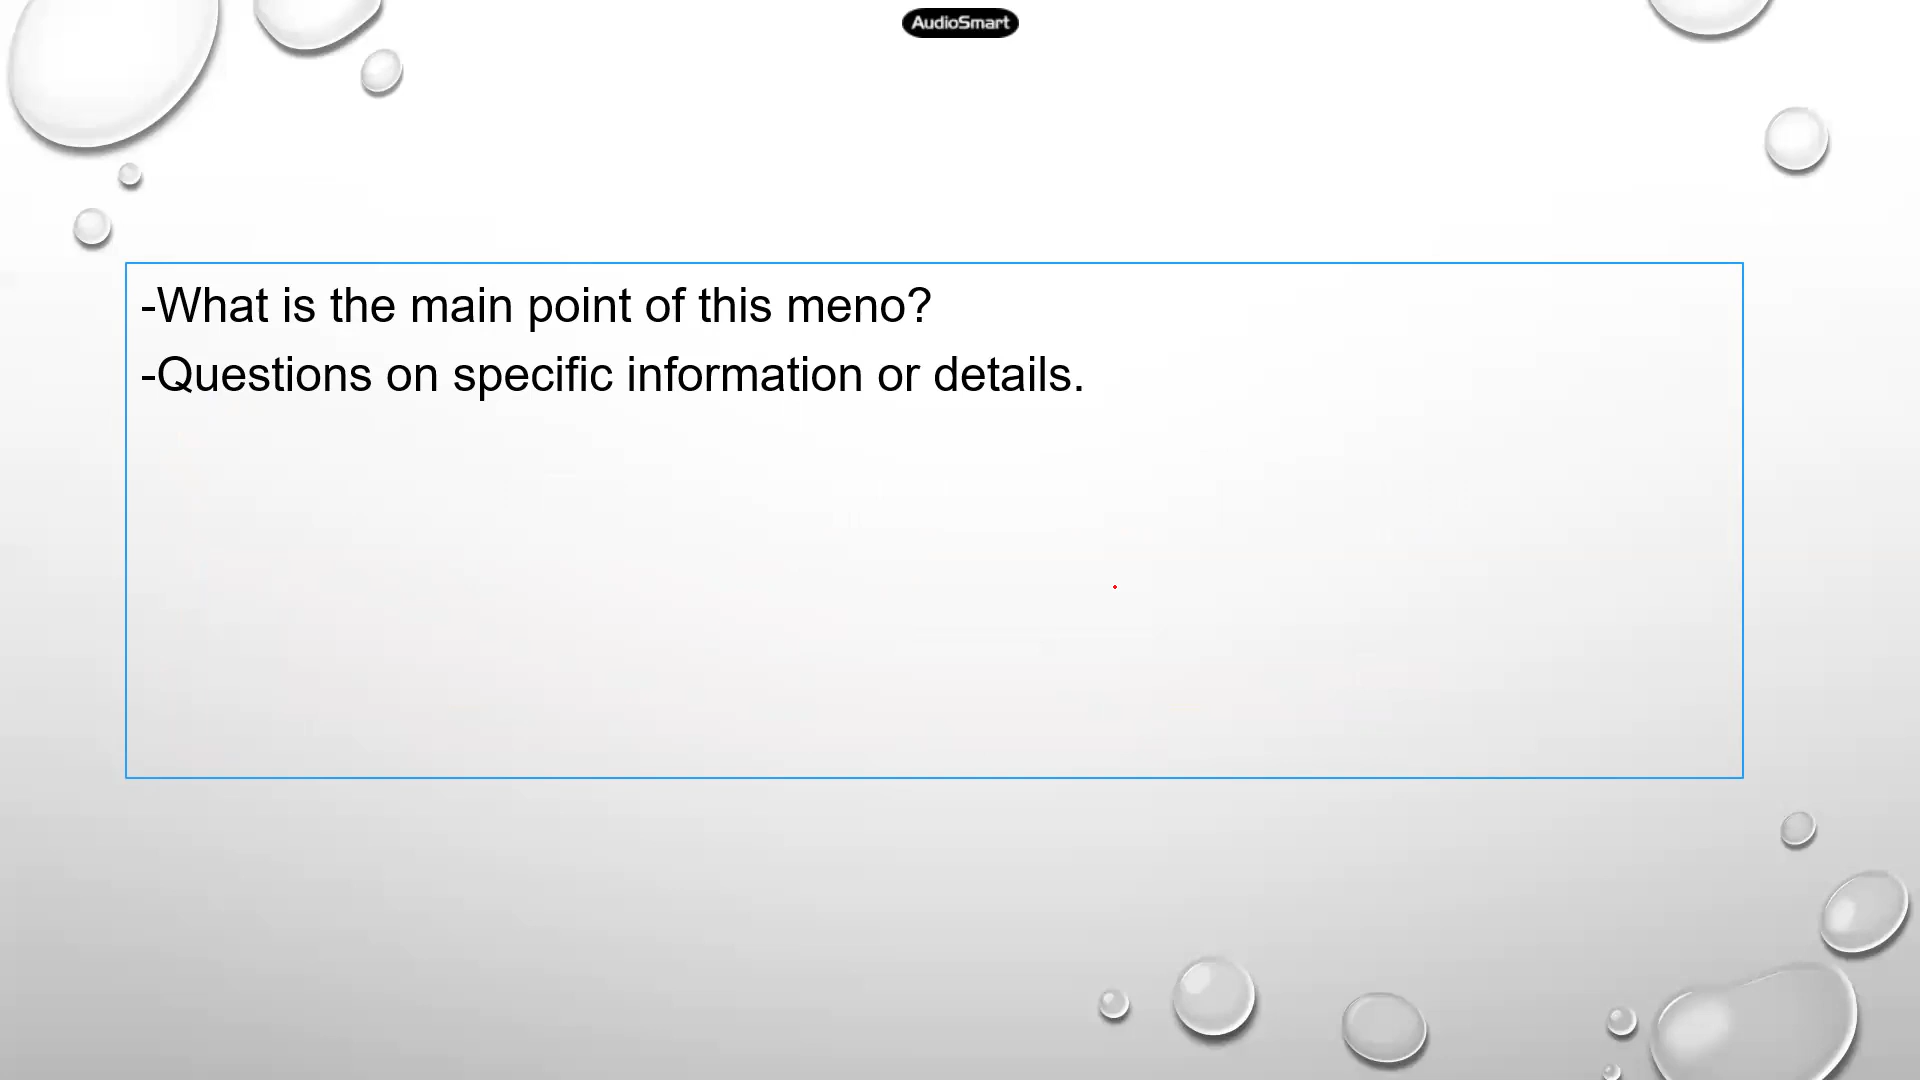 AudioSmart
-What is the main point of this meno?
-Questions on specific information or details.